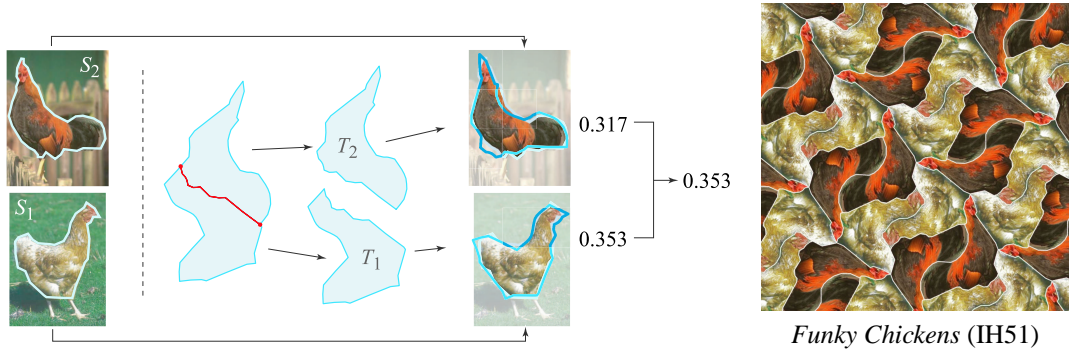 S₂
S₁
T₂
T₁
0.317
0.353
0.353
Funky Chickens (IH51)